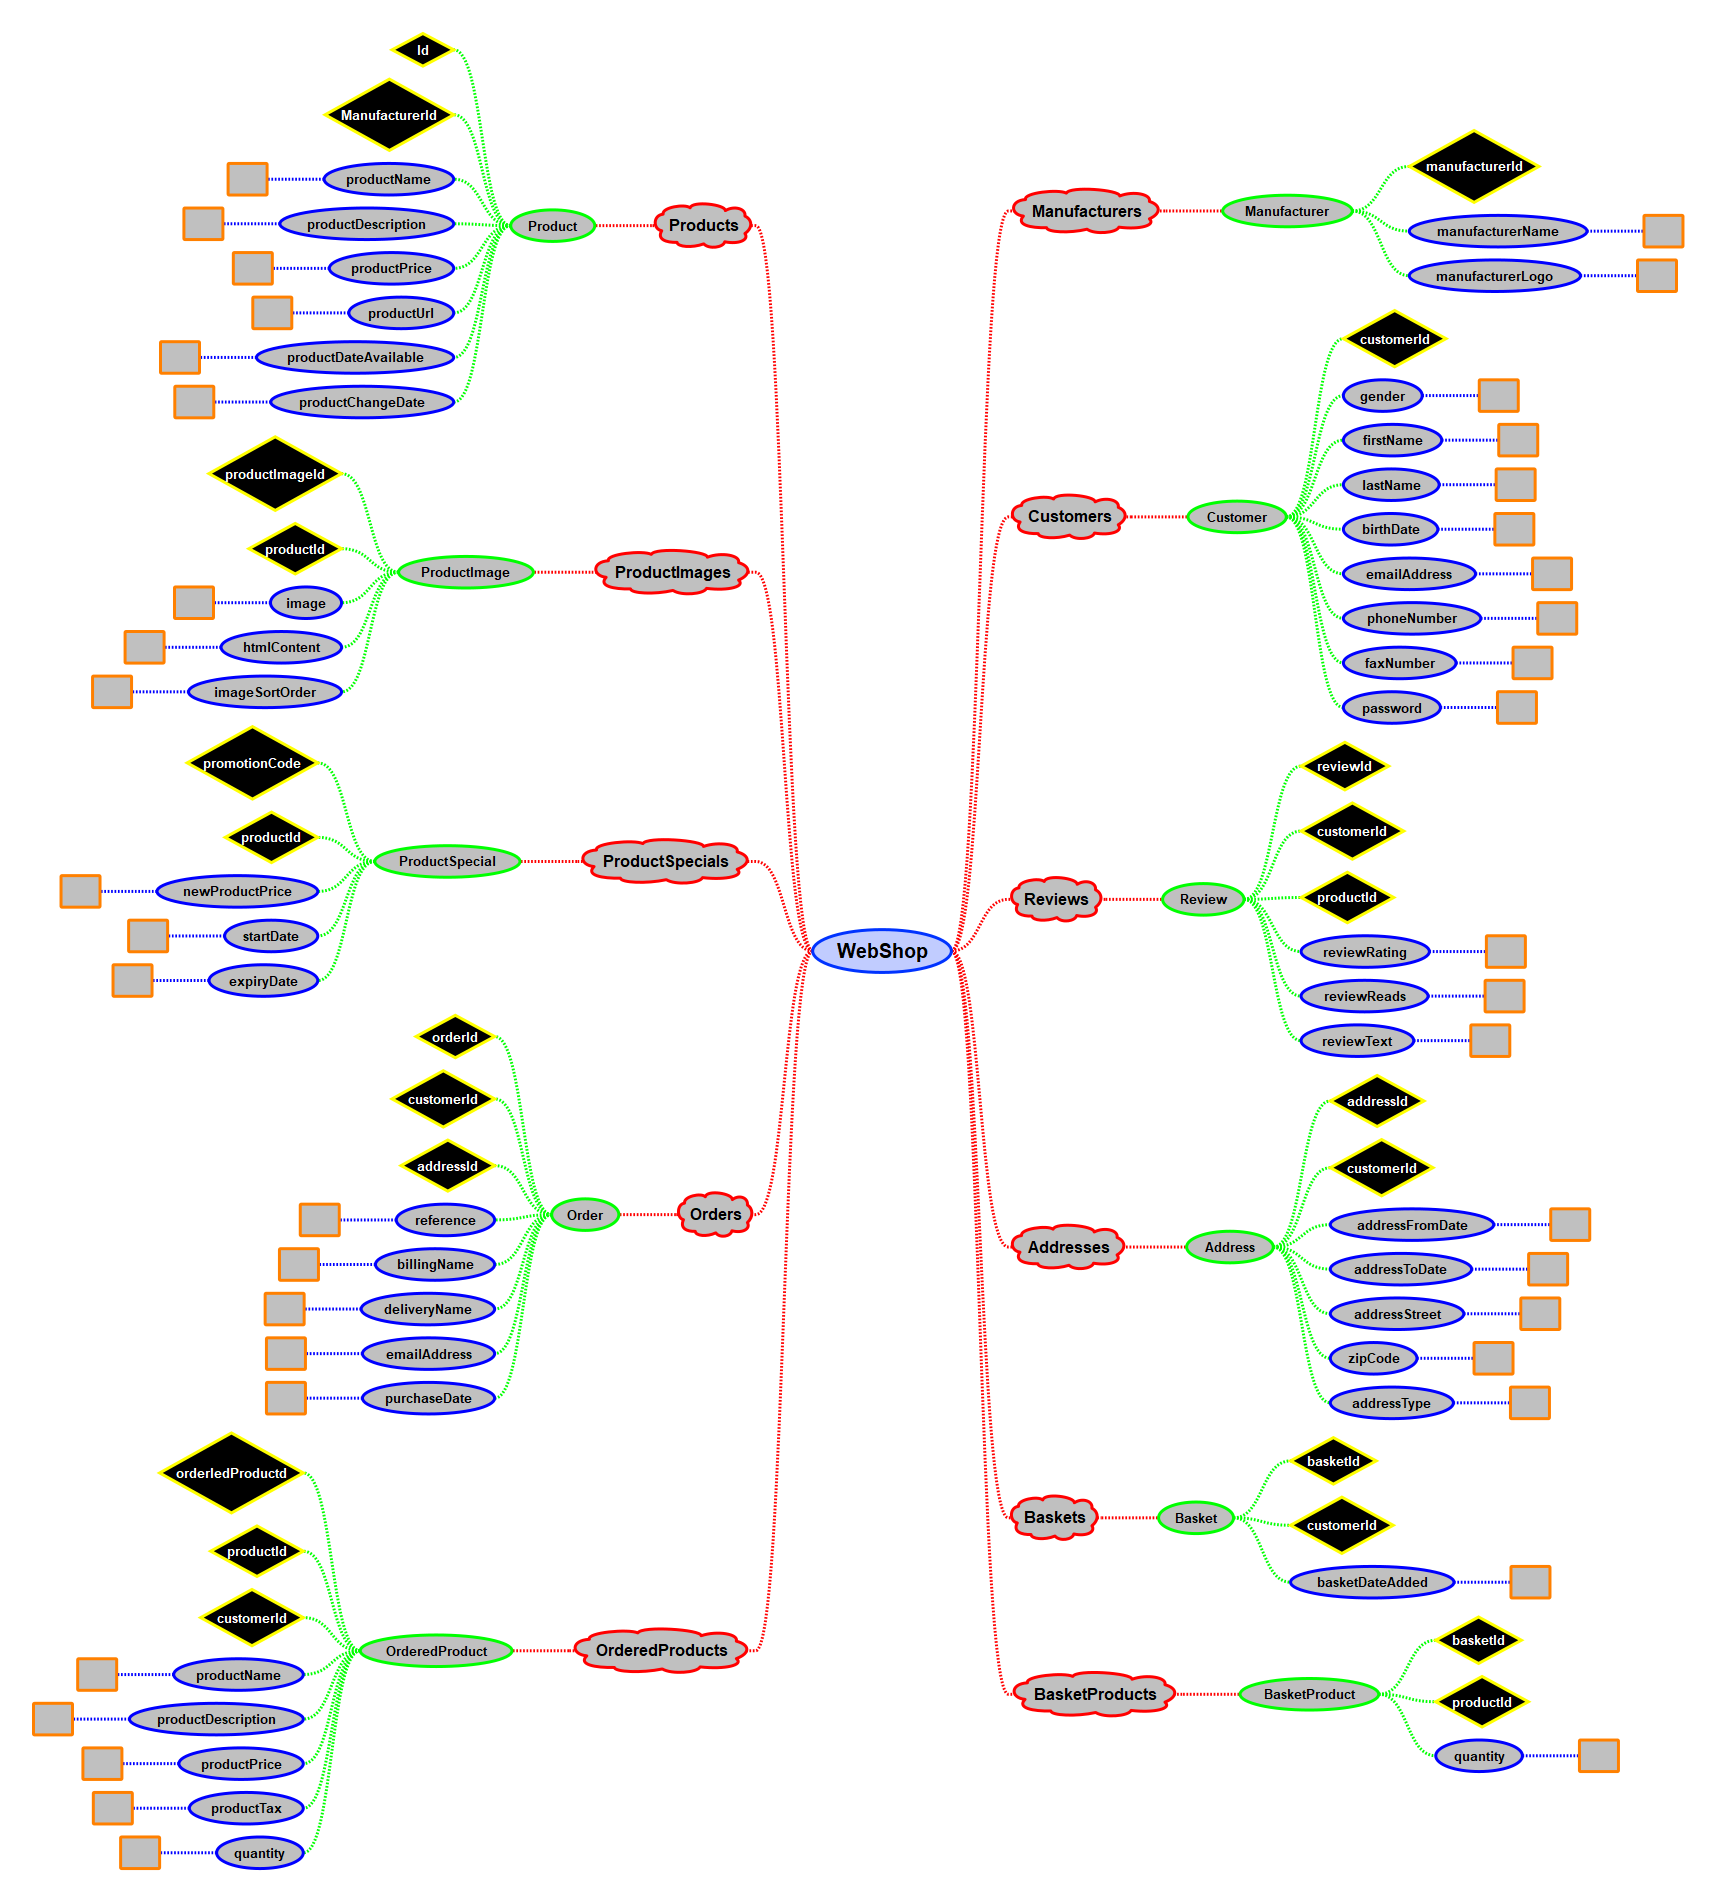 WebShop
Products
Product
Id
ManufacturerId
productName
productDescription
productPrice
productUrl
productDateAvailable
productChangeDate
ProductImages
ProductImage
productImageId
productId
image
htmlContent
imageSortOrder
ProductSpecials
ProductSpecial
promotionCode
productId
newProductPrice
startDate
expiryDate
Orders
Order
orderId
customerId
addressId
reference
billingName
deliveryName
emailAddress
purchaseDate
OrderedProducts
OrderedProduct
orderIedProductd
productId
customerId
productName
productDescription
productPrice
productTax
quantity
Manufacturers
Manufacturer
manufacturerId
manufacturerName
manufacturerLogo
Customers
Customer
customerId
gender
firstName
lastName
birthDate
emailAddress
phoneNumber
faxNumber
password
Reviews
Review
reviewId
customerId
productId
reviewRating
reviewReads
reviewText
Addresses
Address
addressId
customerId
addressFromDate
addressToDate
addressStreet
zipCode
addressType
Baskets
Basket
basketId
customerId
basketDateAdded
BasketProducts
BasketProduct
basketId
productId
quantity